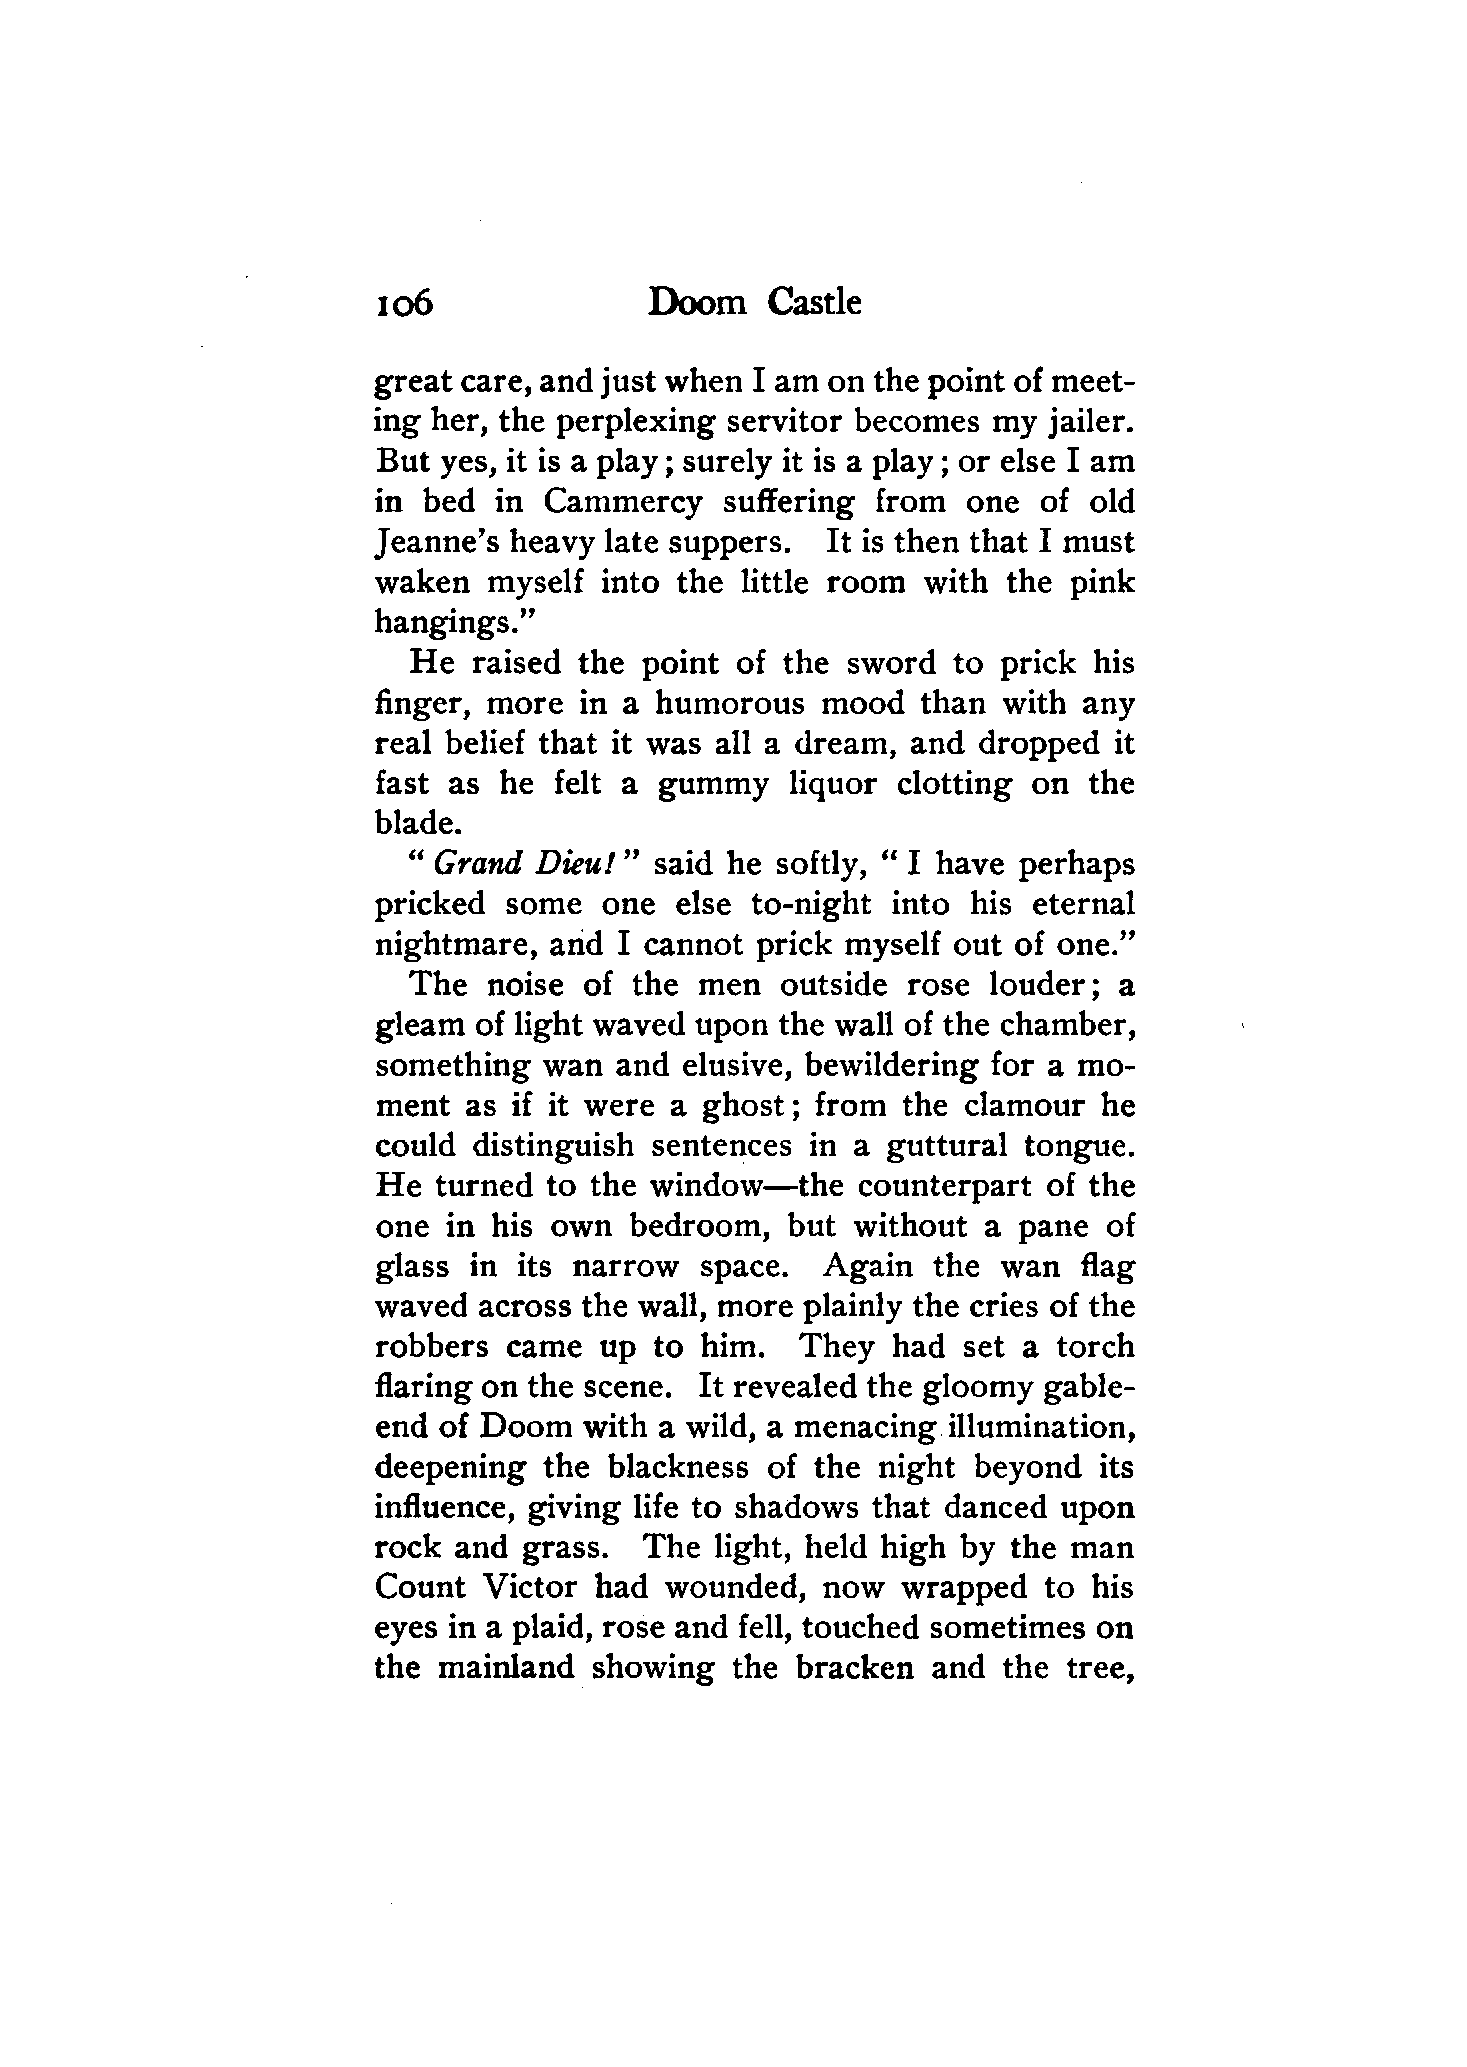 106 Doom Castle
great care, and just when I am on the point of meet-
ing her, the perplexing servitor becomes my jailer.
But yes, it is a play; surely it is a play; or else I am
in bed in Cammercy suffering from one of old
Jeanne's heavy late suppers. It is then that I must
waken myself into the little room with the pink
hangings."
He raised the point of the sword to prick his
finger, more in a humorous mood than with any
real belief that it was all a dream, and dropped it
fast as he felt a gummy liquor clotting on the
blade.
"Grand Dieu!" said he softly, "I have perhaps
pricked some one else to-night into his eternal
nightmare, and I cannot prick myself out of one."
The noise of the men outside rose louder; a
gleam of light waved upon the wall of the chamber,
something wan and elusive, bewildering for a mo-
ment as if it were a ghost; from the clamour he
could distinguish sentences in a guttural tongue.
He turned to the window—the counterpart of the
one in his own bedroom, but without a pane of
glass in its narrow space. Again the wan flag
waved across the wall, more plainly the cries of the
robbers came up to him. They had set a torch
flaring on the scene. It revealed the gloomy gable-
end of Doom with a wild, a menacing illumination,
deepening the blackness of the night beyond its
influence, giving life to shadows that danced upon
rock and grass. The light, held high by the man
Count Victor had wounded, now wrapped to his
eyes in a plaid, rose and fell, touched sometimes on
the mainland showing the bracken and the tree,